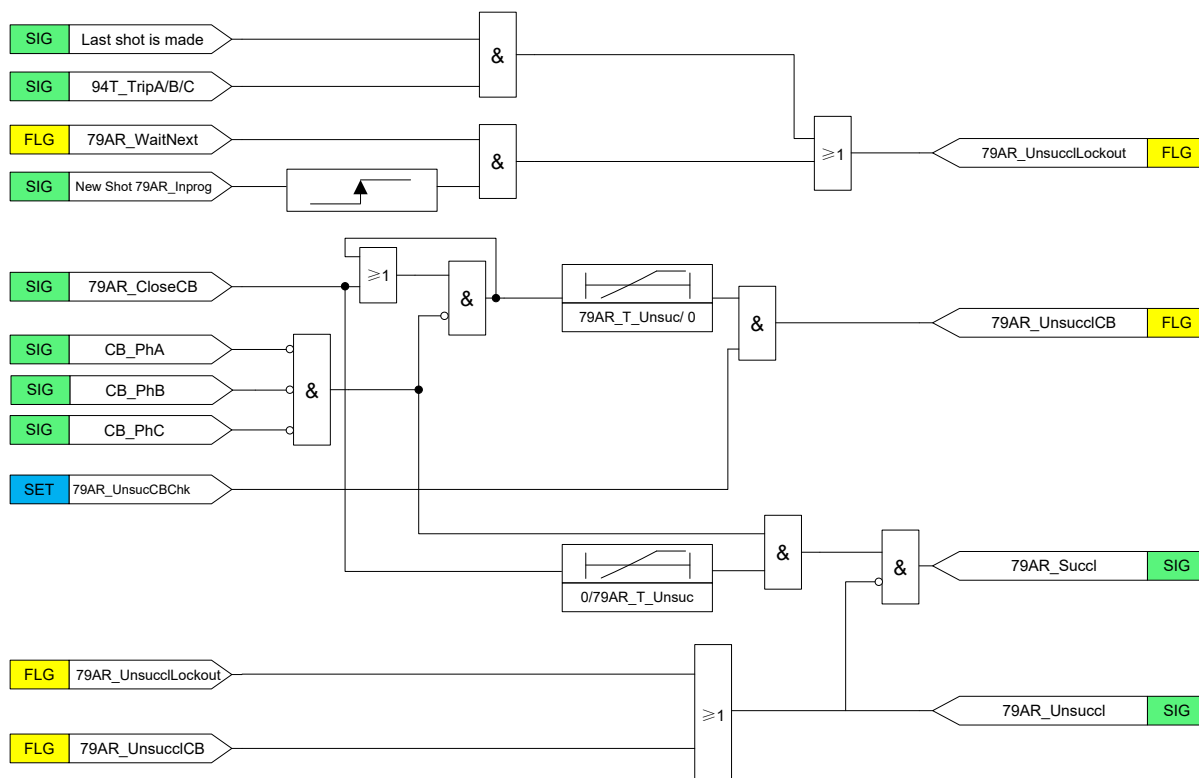 SIG Last shot is made
&
SIG 94T_TripA/B/C
FLG 79AR_WaitNext
&
≥1
79AR_UnsucclLockout FLG
SIG New Shot 79AR_Inprog
SIG 79AR_CloseCB
≥1
&
79AR_T_Unsuc/ 0
&
79AR_UnsucclCB FLG
SIG CB_PhA
SIG CB_PhB
&
SIG CB_PhC
SET 79AR_UnsucCBChk
&
&
79AR_Succl SIG
0/79AR_T_Unsuc
FLG 79AR_UnsucclLockout
≥1
79AR_Unsuccl SIG
FLG 79AR_UnsucclCB